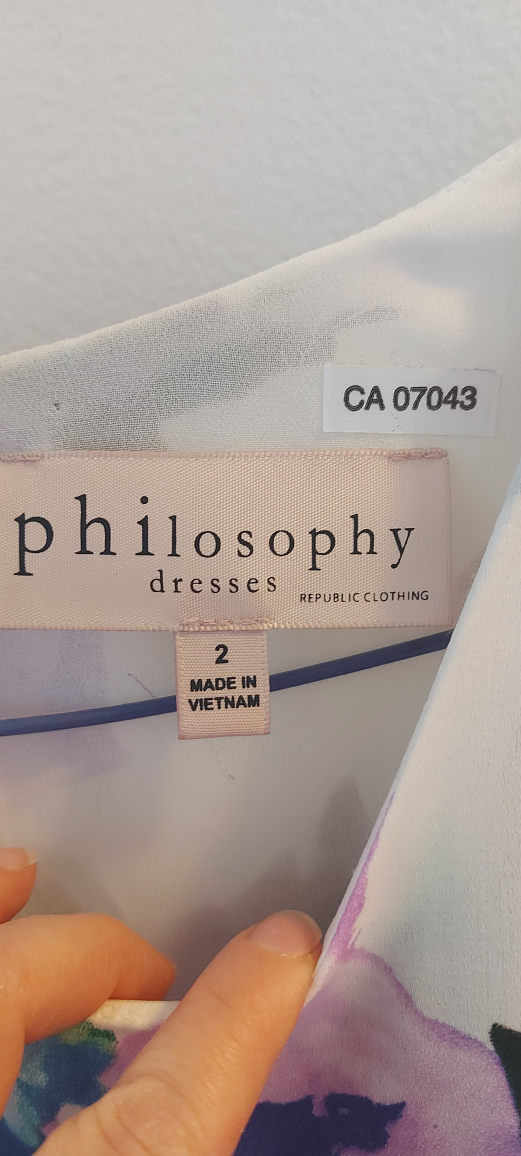 CA 07043
philosophy
dresses REPUBLIC CLOTHING
2
MADE IN
VIETNAM